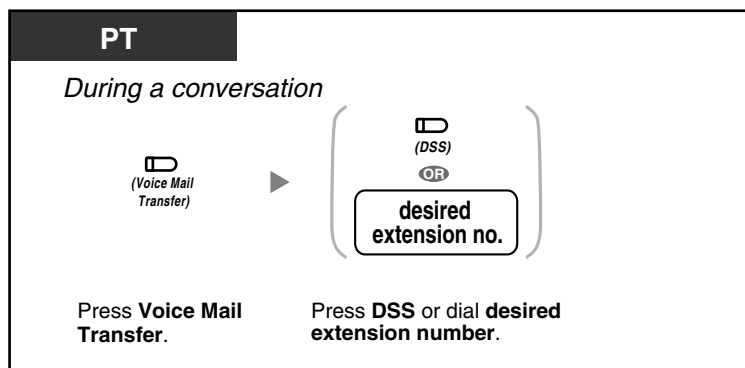 PT
During a conversation
(Voice Mail
Transfer)
(DSS)
OR
desired
extension no.
Press Voice Mail
Transfer.
Press DSS or dial desired
extension number.